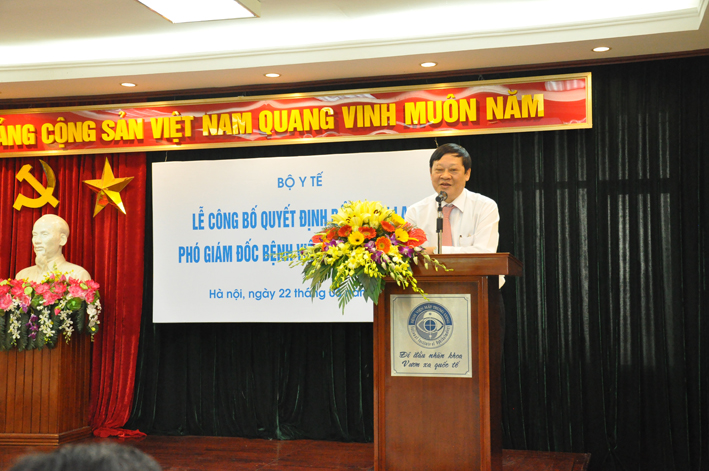 ẢNG CỘNG SẢN VIỆT NAM QUANG VINH MUÔN NĂM
BỘ Y TẾ
LỄ CÔNG BỐ QUYẾT ĐỊNH
PHÓ GIÁM ĐỐC BỆNH
Hà nội, ngày 22 tháng
Đi đầu nhãn khoa
Vươn xa quốc tế